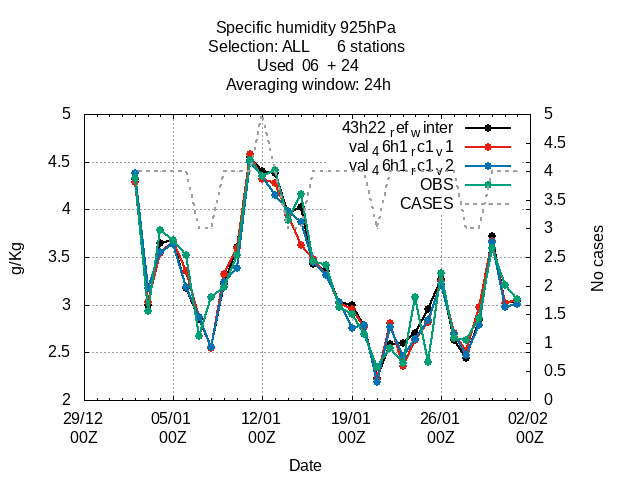 Specific humidity 925hPa
Selection: ALL      6 stations
Used  06  + 24
Averaging window: 24h
43h22_ref_winter
val_46h1_rc1_v1
val_46h1_rc1_v2
OBS
CASES
5
4.5
4
3.5
3
2.5
2
5
4.5
4
3.5
3
2.5
2
1.5
1
0.5
0
g/Kg
No cases
29/12 05/01 12/01 19/01 26/01 02/02
00Z 00Z 00Z 00Z 00Z 00Z
Date